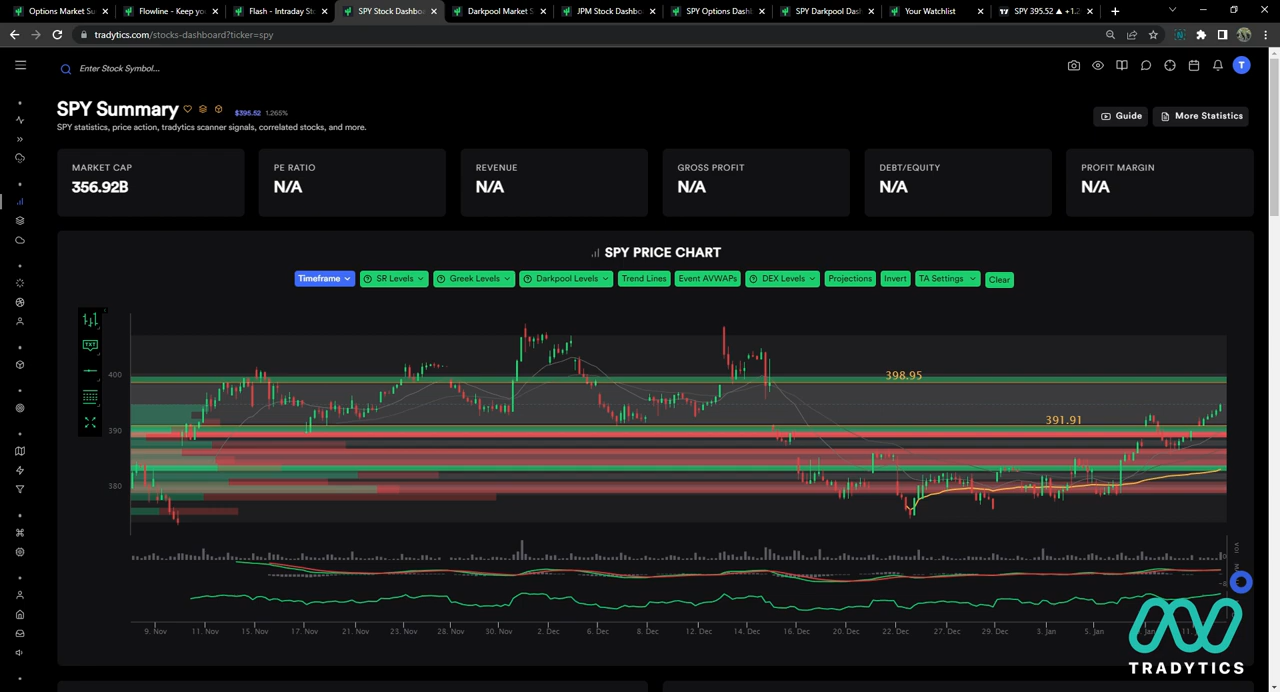 Options Market Su
Flowline - Keep you
Flash - Intraday Sto
SPY Stock Dashboa
Darkpool Market S
JPM Stock Dashbo
SPY Options Dashb
SPY Darkpool Dash
Your Watchlist
SPY 395.52 ▲ +1.2
tradytics.com/stocks-dashboard?ticker=spy
Enter Stock Symbol...
T
SPY Summary
$395.52 1.265%
SPY statistics, price action, tradytics scanner signals, correlated stocks, and more.
Guide
More Statistics
MARKET CAP
356.92B
PE RATIO
N/A
REVENUE
N/A
GROSS PROFIT
N/A
DEBT/EQUITY
N/A
PROFIT MARGIN
N/A
SPY PRICE CHART
Timeframe
SR Levels
Greek Levels
Darkpool Levels
Trend Lines
Event AVWAPs
DEX Levels
Projections
Invert
TA Settings
Clear
TXT
400
398.95
391.91
390
380
9. Nov
11. Nov
15. Nov
17. Nov
21. Nov
23. Nov
28. Nov
30. Nov
2. Dec
6. Dec
8. Dec
12. Dec
14. Dec
16. Dec
20. Dec
22. Dec
27. Dec
29. Dec
3. Jan
5. Jan
TRADYTICS